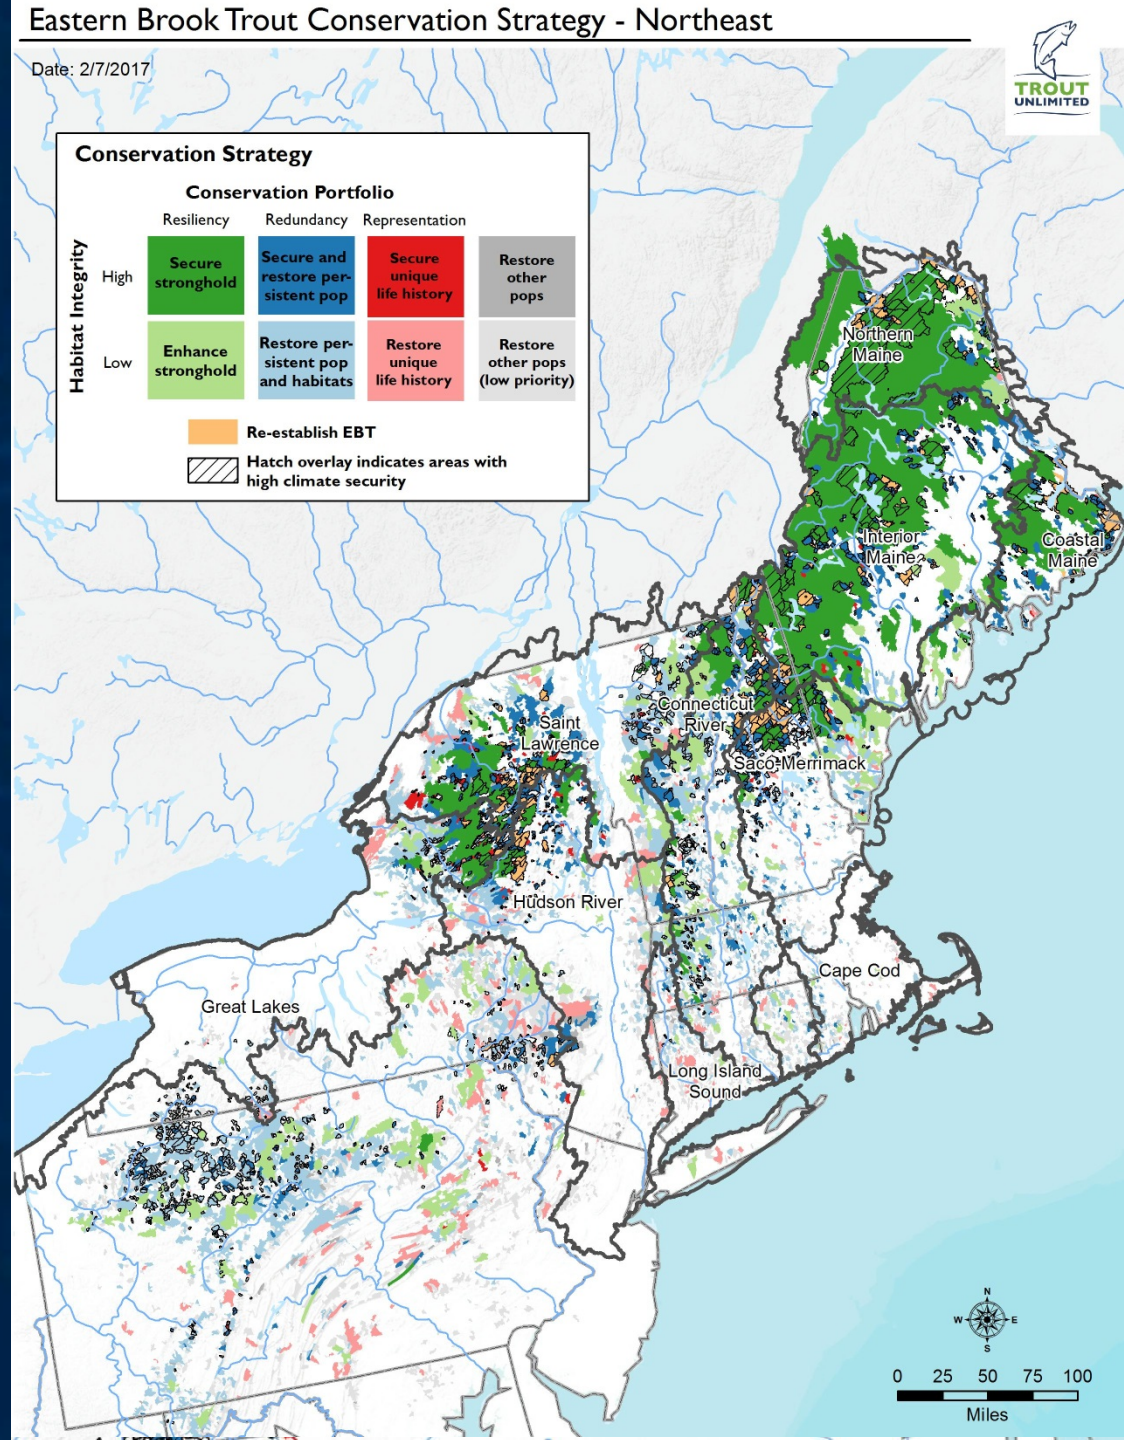 Eastern Brook Trout Conservation Strategy - Northeast
Date: 2/7/2017
TROUT
UNLIMITED
Conservation Strategy
Conservation Portfolio
Resiliency Redundancy Representation
Habitat Integrity
High
Secure
stronghold
Secure and
restore per-
sistent pop
Secure
unique
life history
Restore
other
pops
Low
Enhance
stronghold
Restore per-
sistent pop
and habitats
Restore
unique
life history
Restore
other pops
(low priority)
Re-establish EBT
Hatch overlay indicates areas with
high climate security
Northern
Maine
Interior
Maine
Coastal
Maine
Connecticut
River
Saint
Lawrence
Saco-Merrimack
Hudson River
Cape Cod
Great Lakes
Long Island
Sound
N
W E
S
0 25 50 75 100
Miles